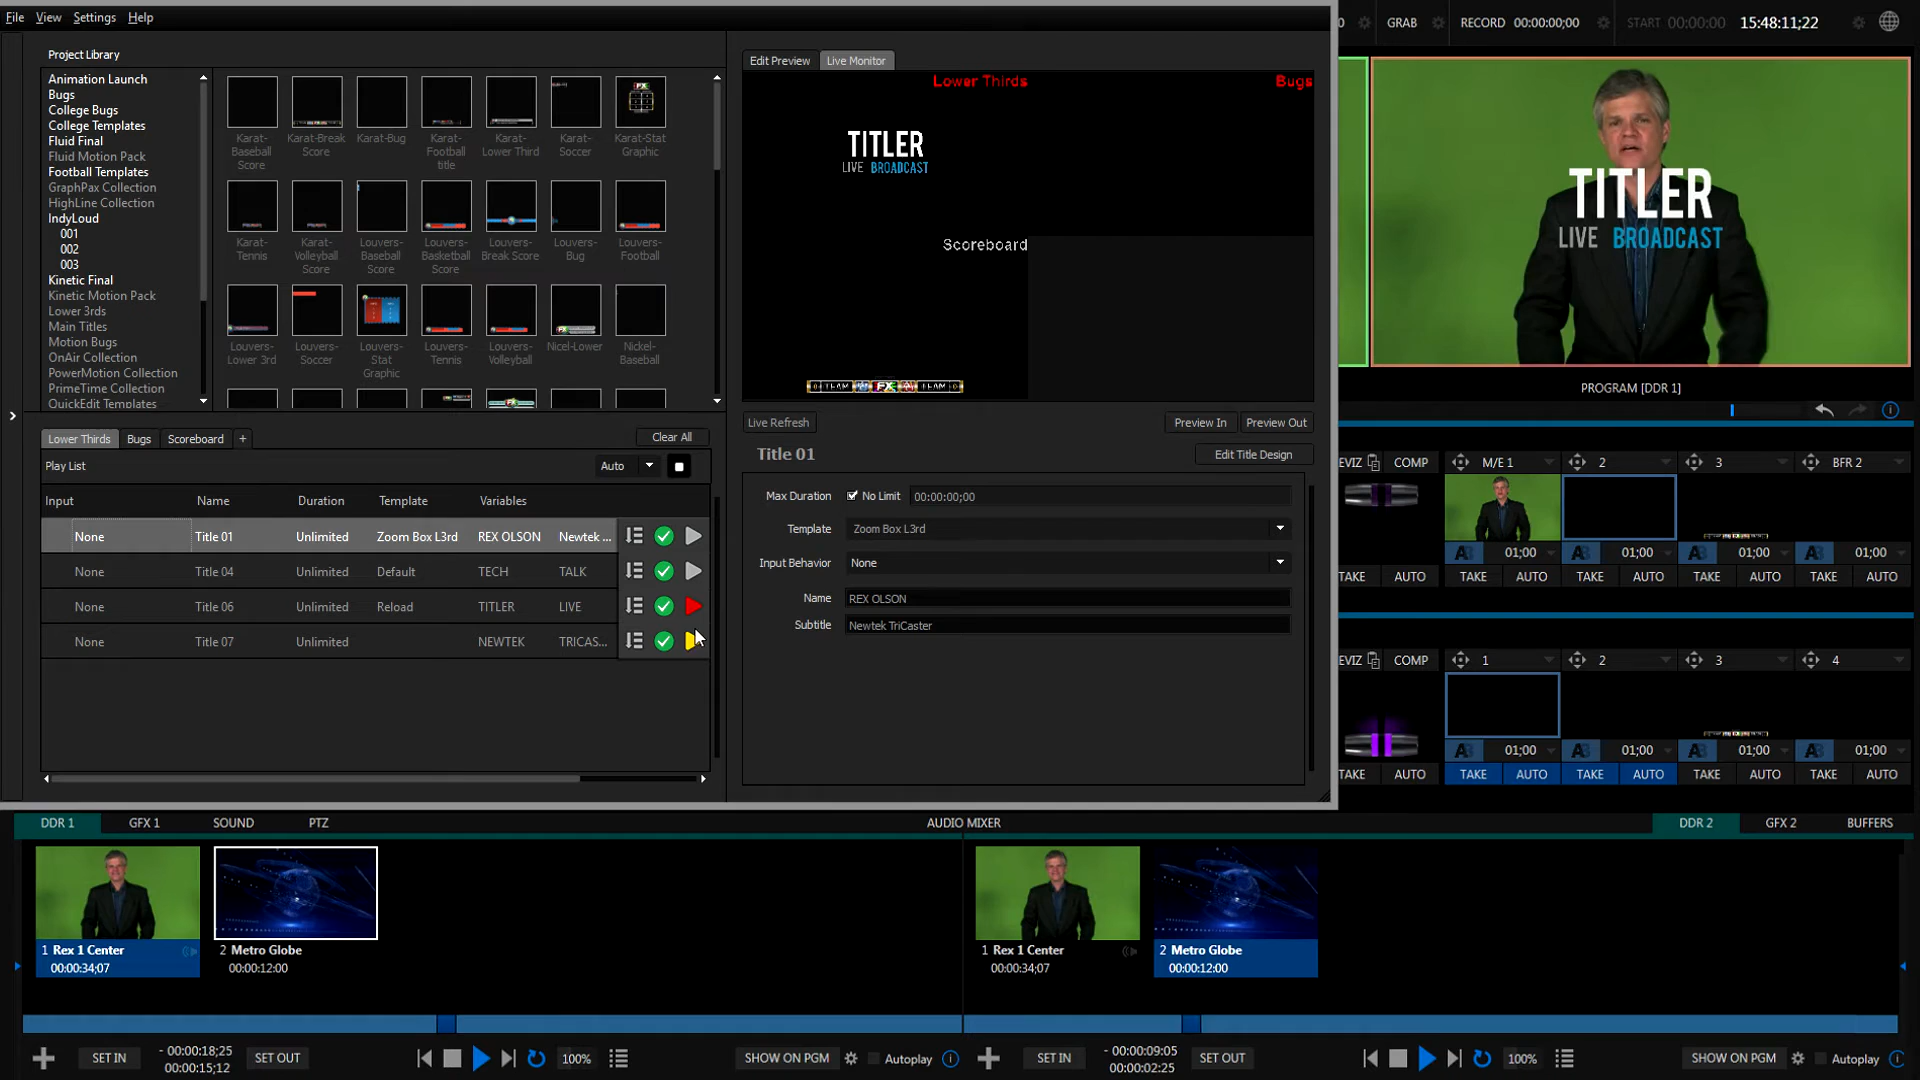 File View Settings Help
GRAB RECORD 00:00:00;00 START 00:00:00 15:48:11;22
Project Library
Animation Launch
Bugs
College Bugs
College Templates
Fluid Final
Fluid Motion Pack
Football Templates
GraphPax Collection
HighLine Collection
IndyLoud
001
002
003
Kinetic Final
Kinetic Motion Pack
Lower 3rds
Main Titles
Motion Bugs
OnAir Collection
PowerMotion Collection
PrimeTime Collection
QuickEdit Templates
Karat-Baseball Score
Karat-Break Score
Karat-Bug
Karat-Football title
Karat-Lower Third
Karat-Soccer
Karat-Stat Graphic
Karat-Tennis
Karat-Volleyball Score
Louvers-Baseball Score
Louvers-Basketball Score
Louvers-Break Score
Louvers-Bug
Louvers-Football
Louvers-Lower 3rd
Louvers-Soccer
Louvers-Stat Graphic
Louvers-Tennis
Louvers-Volleyball
Nicel-Lower
Nickel-Baseball
Edit Preview Live Monitor
Lower Thirds Bugs
TITLER
LIVE BROADCAST
Scoreboard
TEAM FX TEAM
Live Refresh Preview In Preview Out
Title 01 Edit Title Design
Max Duration No Limit 00:00:00;00
Template Zoom Box L3rd
Input Behavior None
Name REX OLSON
Subtitle Newtek TriCaster
Lower Thirds Bugs Scoreboard + Clear All
Play List Auto
Input Name Duration Template Variables
None Title 01 Unlimited Zoom Box L3rd REX OLSON Newtek ...
None Title 04 Unlimited Default TECH TALK
None Title 06 Unlimited Reload TITLER LIVE
None Title 07 Unlimited NEWTEK TRICAS...
TITLER
LIVE BROADCAST
PROGRAM [DDR 1]
COMP M/E 1 2 3 BFR 2
01;00 01;00 01;00 01;00
TAKE AUTO TAKE AUTO TAKE AUTO TAKE AUTO TAKE AUTO
COMP 1 2 3 4
01;00 01;00 01;00 01;00
TAKE AUTO TAKE AUTO TAKE AUTO TAKE AUTO TAKE AUTO
DDR 1 GFX 1 SOUND PTZ AUDIO MIXER DDR 2 GFX 2 BUFFERS
1 Rex 1 Center 2 Metro Globe 1 Rex 1 Center 2 Metro Globe
00:00:34;07 00:00:12:00 00:00:34;07 00:00:12:00
SET IN - 00:00:18;25 00:00:15;12 SET OUT 100% SHOW ON PGM Autoplay
SET IN - 00:00:09:05 00:00:02:25 SET OUT 100% SHOW ON PGM Autoplay